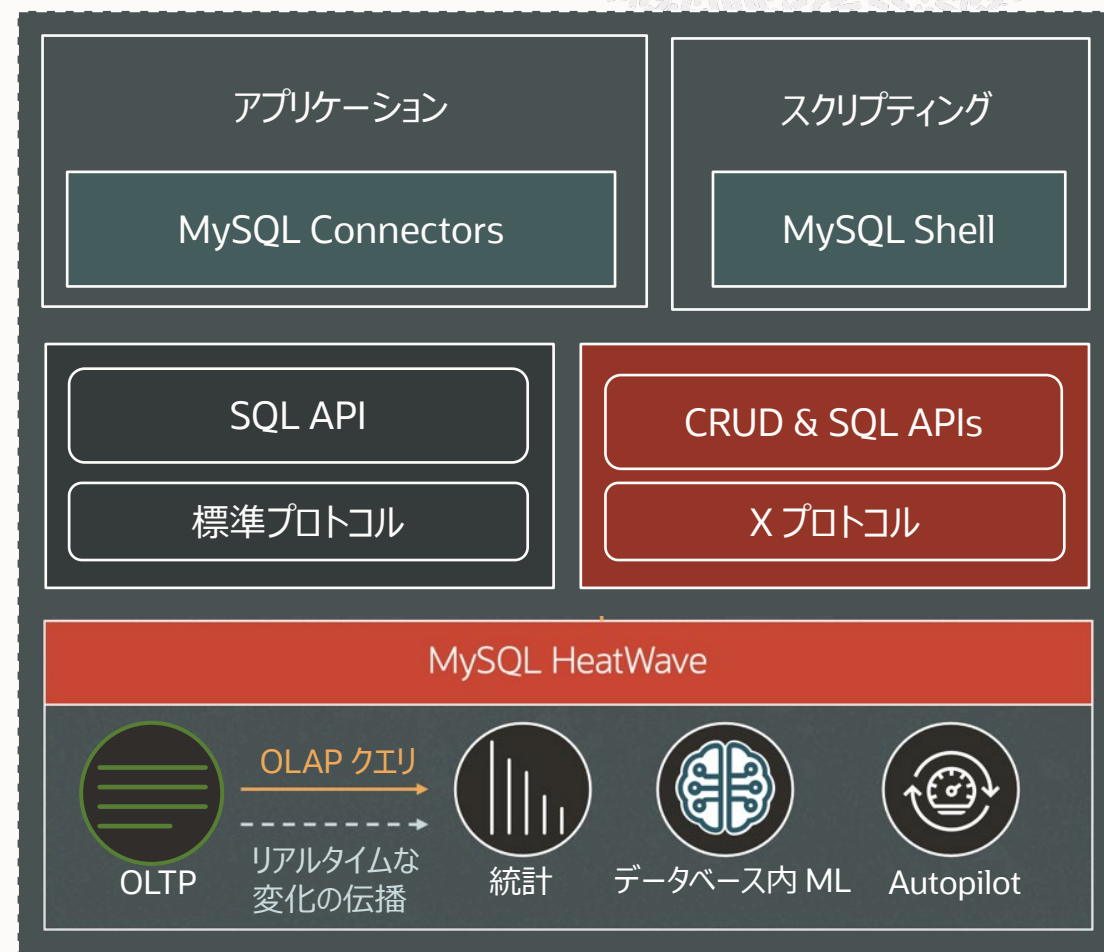 アプリケーション
MySQL Connectors
スクリプティング
MySQL Shell
SQL API
標準プロトコル
CRUD & SQL APIs
X プロトコル
MySQL HeatWave
OLTP
OLAP クエリ
リアルタイムな
変化の伝播
統計
データベース内 ML
Autopilot